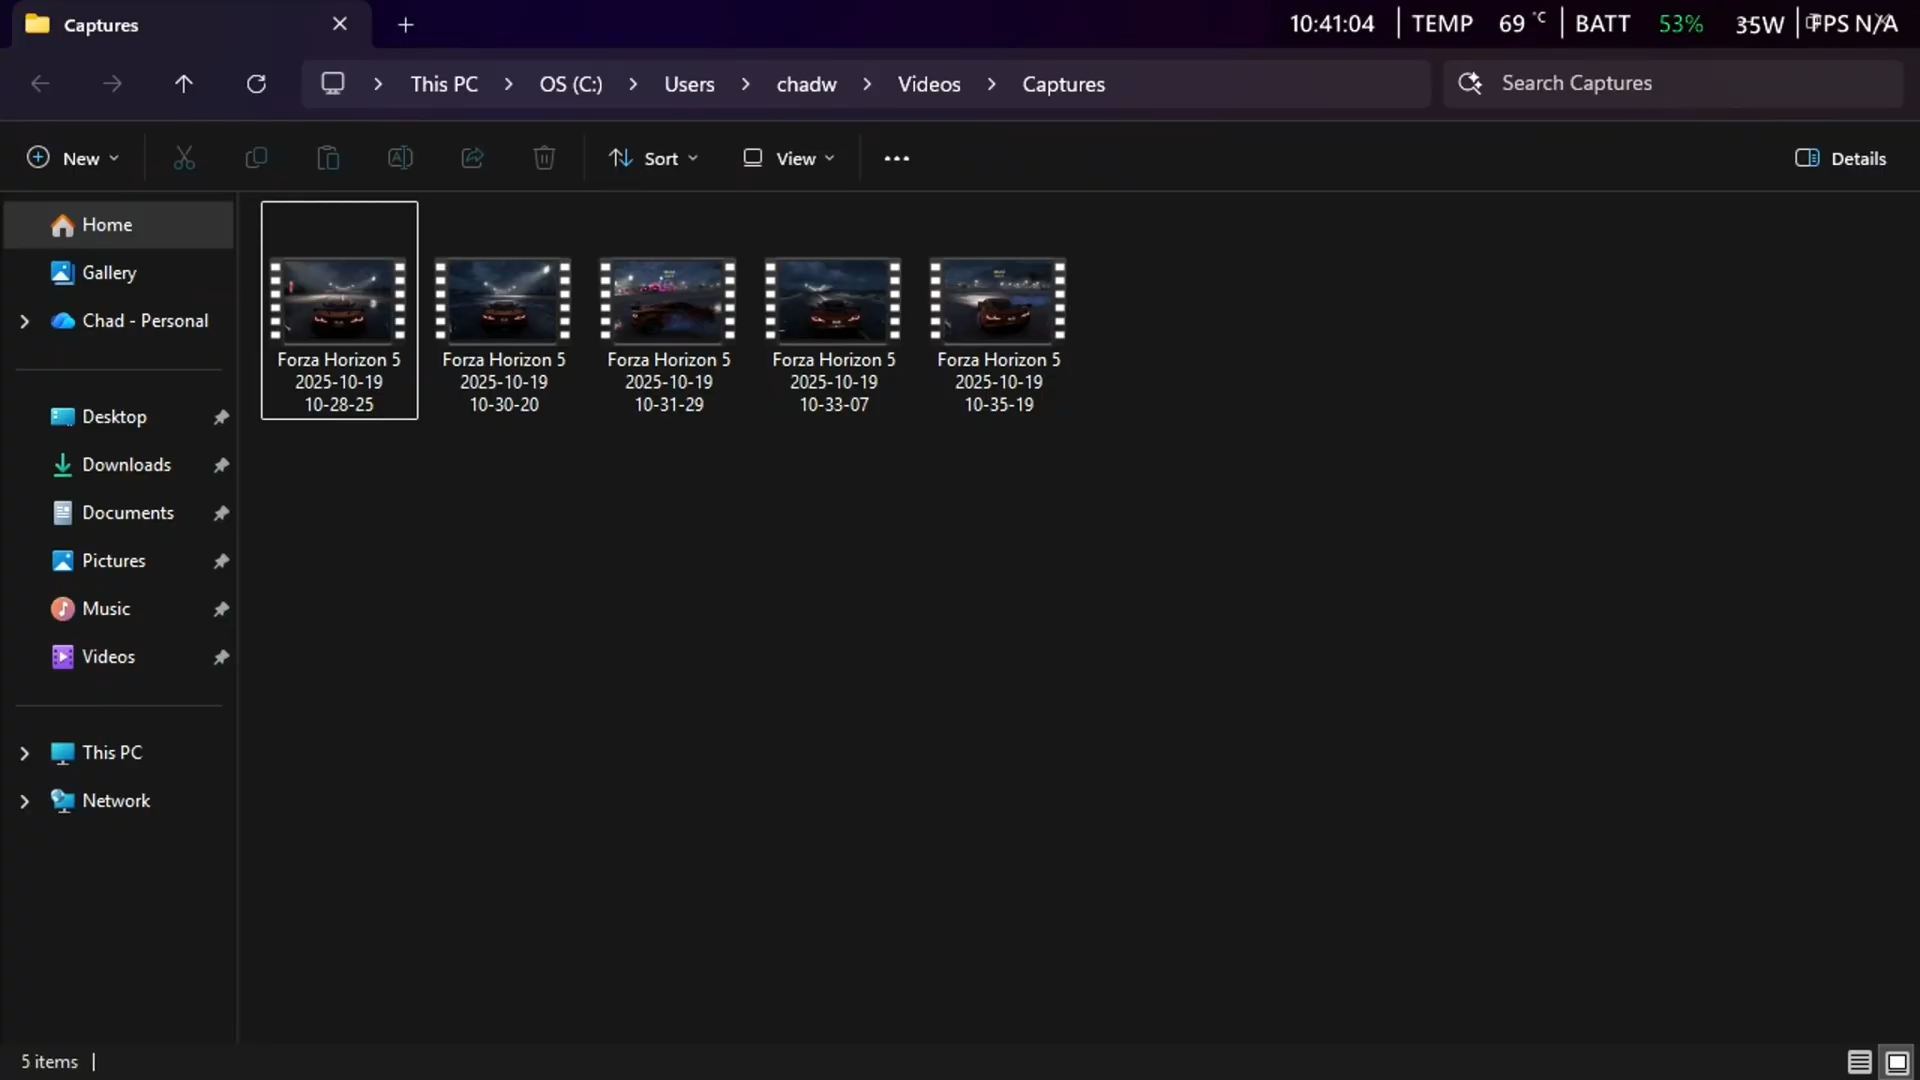 Captures
10:41:04 | TEMP 69 °C | BATT 53% 35W | FPS N/A
This PC > OS (C:) > Users > chadw > Videos > Captures
Search Captures
New
Sort
View
Details
Home
Gallery
Chad - Personal
Desktop
Downloads
Documents
Pictures
Music
Videos
This PC
Network
Forza Horizon 5
2025-10-19
10-28-25
Forza Horizon 5
2025-10-19
10-30-20
Forza Horizon 5
2025-10-19
10-31-29
Forza Horizon 5
2025-10-19
10-33-07
Forza Horizon 5
2025-10-19
10-35-19
5 items